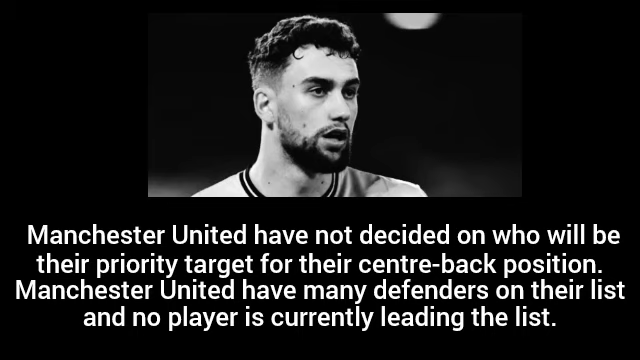 Manchester United have not decided on who will be
their priority target for their centre-back position.
Manchester United have many defenders on their list
and no player is currently leading the list.